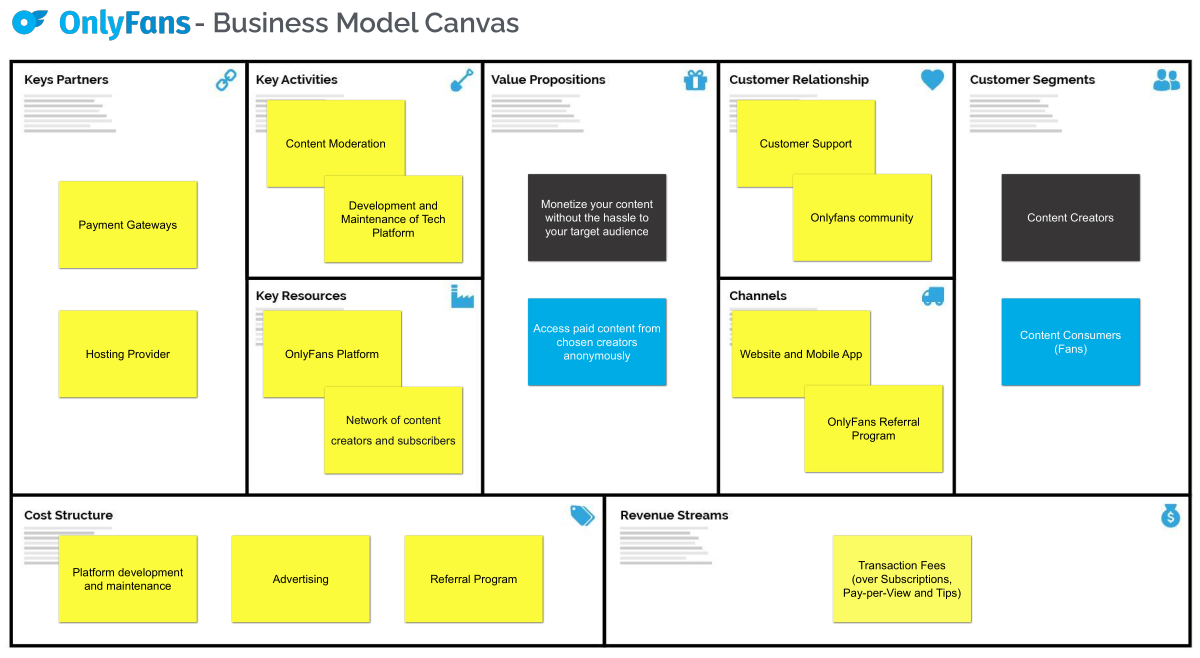 OnlyFans - Business Model Canvas
Keys Partners
Payment Gateways
Hosting Provider
Key Activities
Content Moderation
Development and
Maintenance of Tech
Platform
Key Resources
OnlyFans Platform
Network of content
creators and subscribers
Value Propositions
Monetize your content
without the hassle to
your target audience
Access paid content from
chosen creators
anonymously
Customer Relationship
Customer Support
Onlyfans community
Channels
Website and Mobile App
OnlyFans Referral
Program
Customer Segments
Content Creators
Content Consumers
(Fans)
Cost Structure
Platform development
and maintenance
Advertising
Referral Program
Revenue Streams
$
Transaction Fees
(over Subscriptions,
Pay-per-View and Tips)